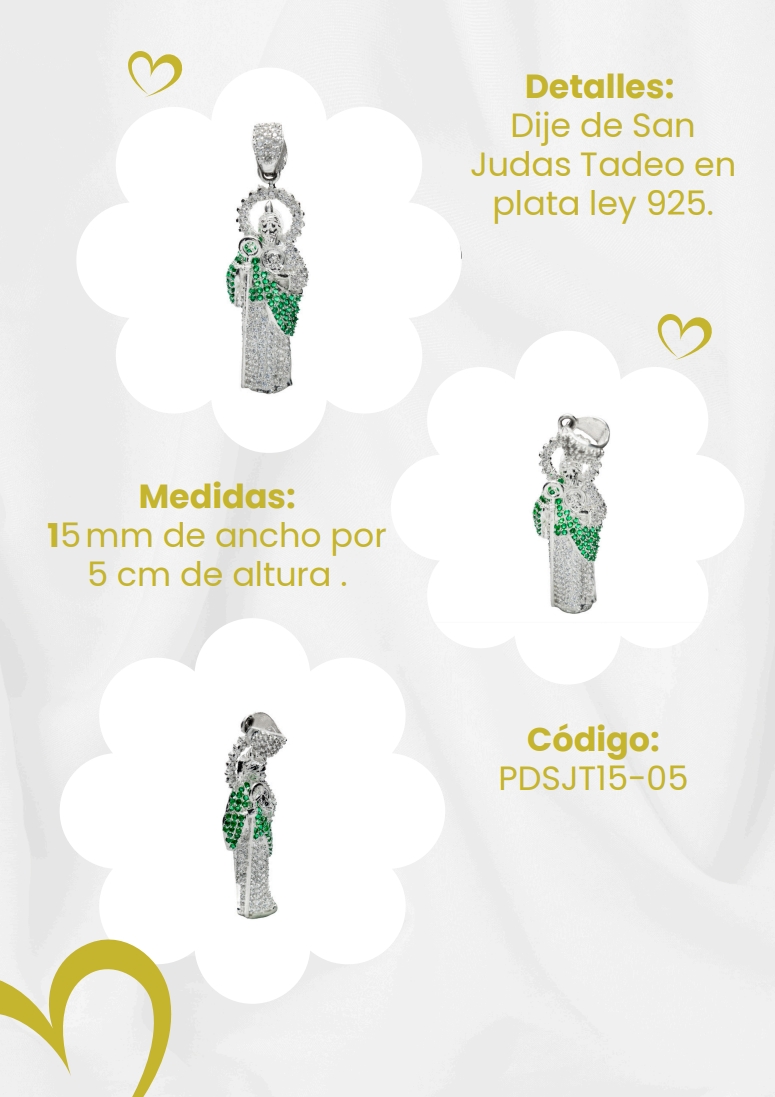 Detalles:
Dije de San
Judas Tadeo en
plata ley 925.
Medidas:
15 mm de ancho por
5 cm de altura .
Código:
PDSJT15-05